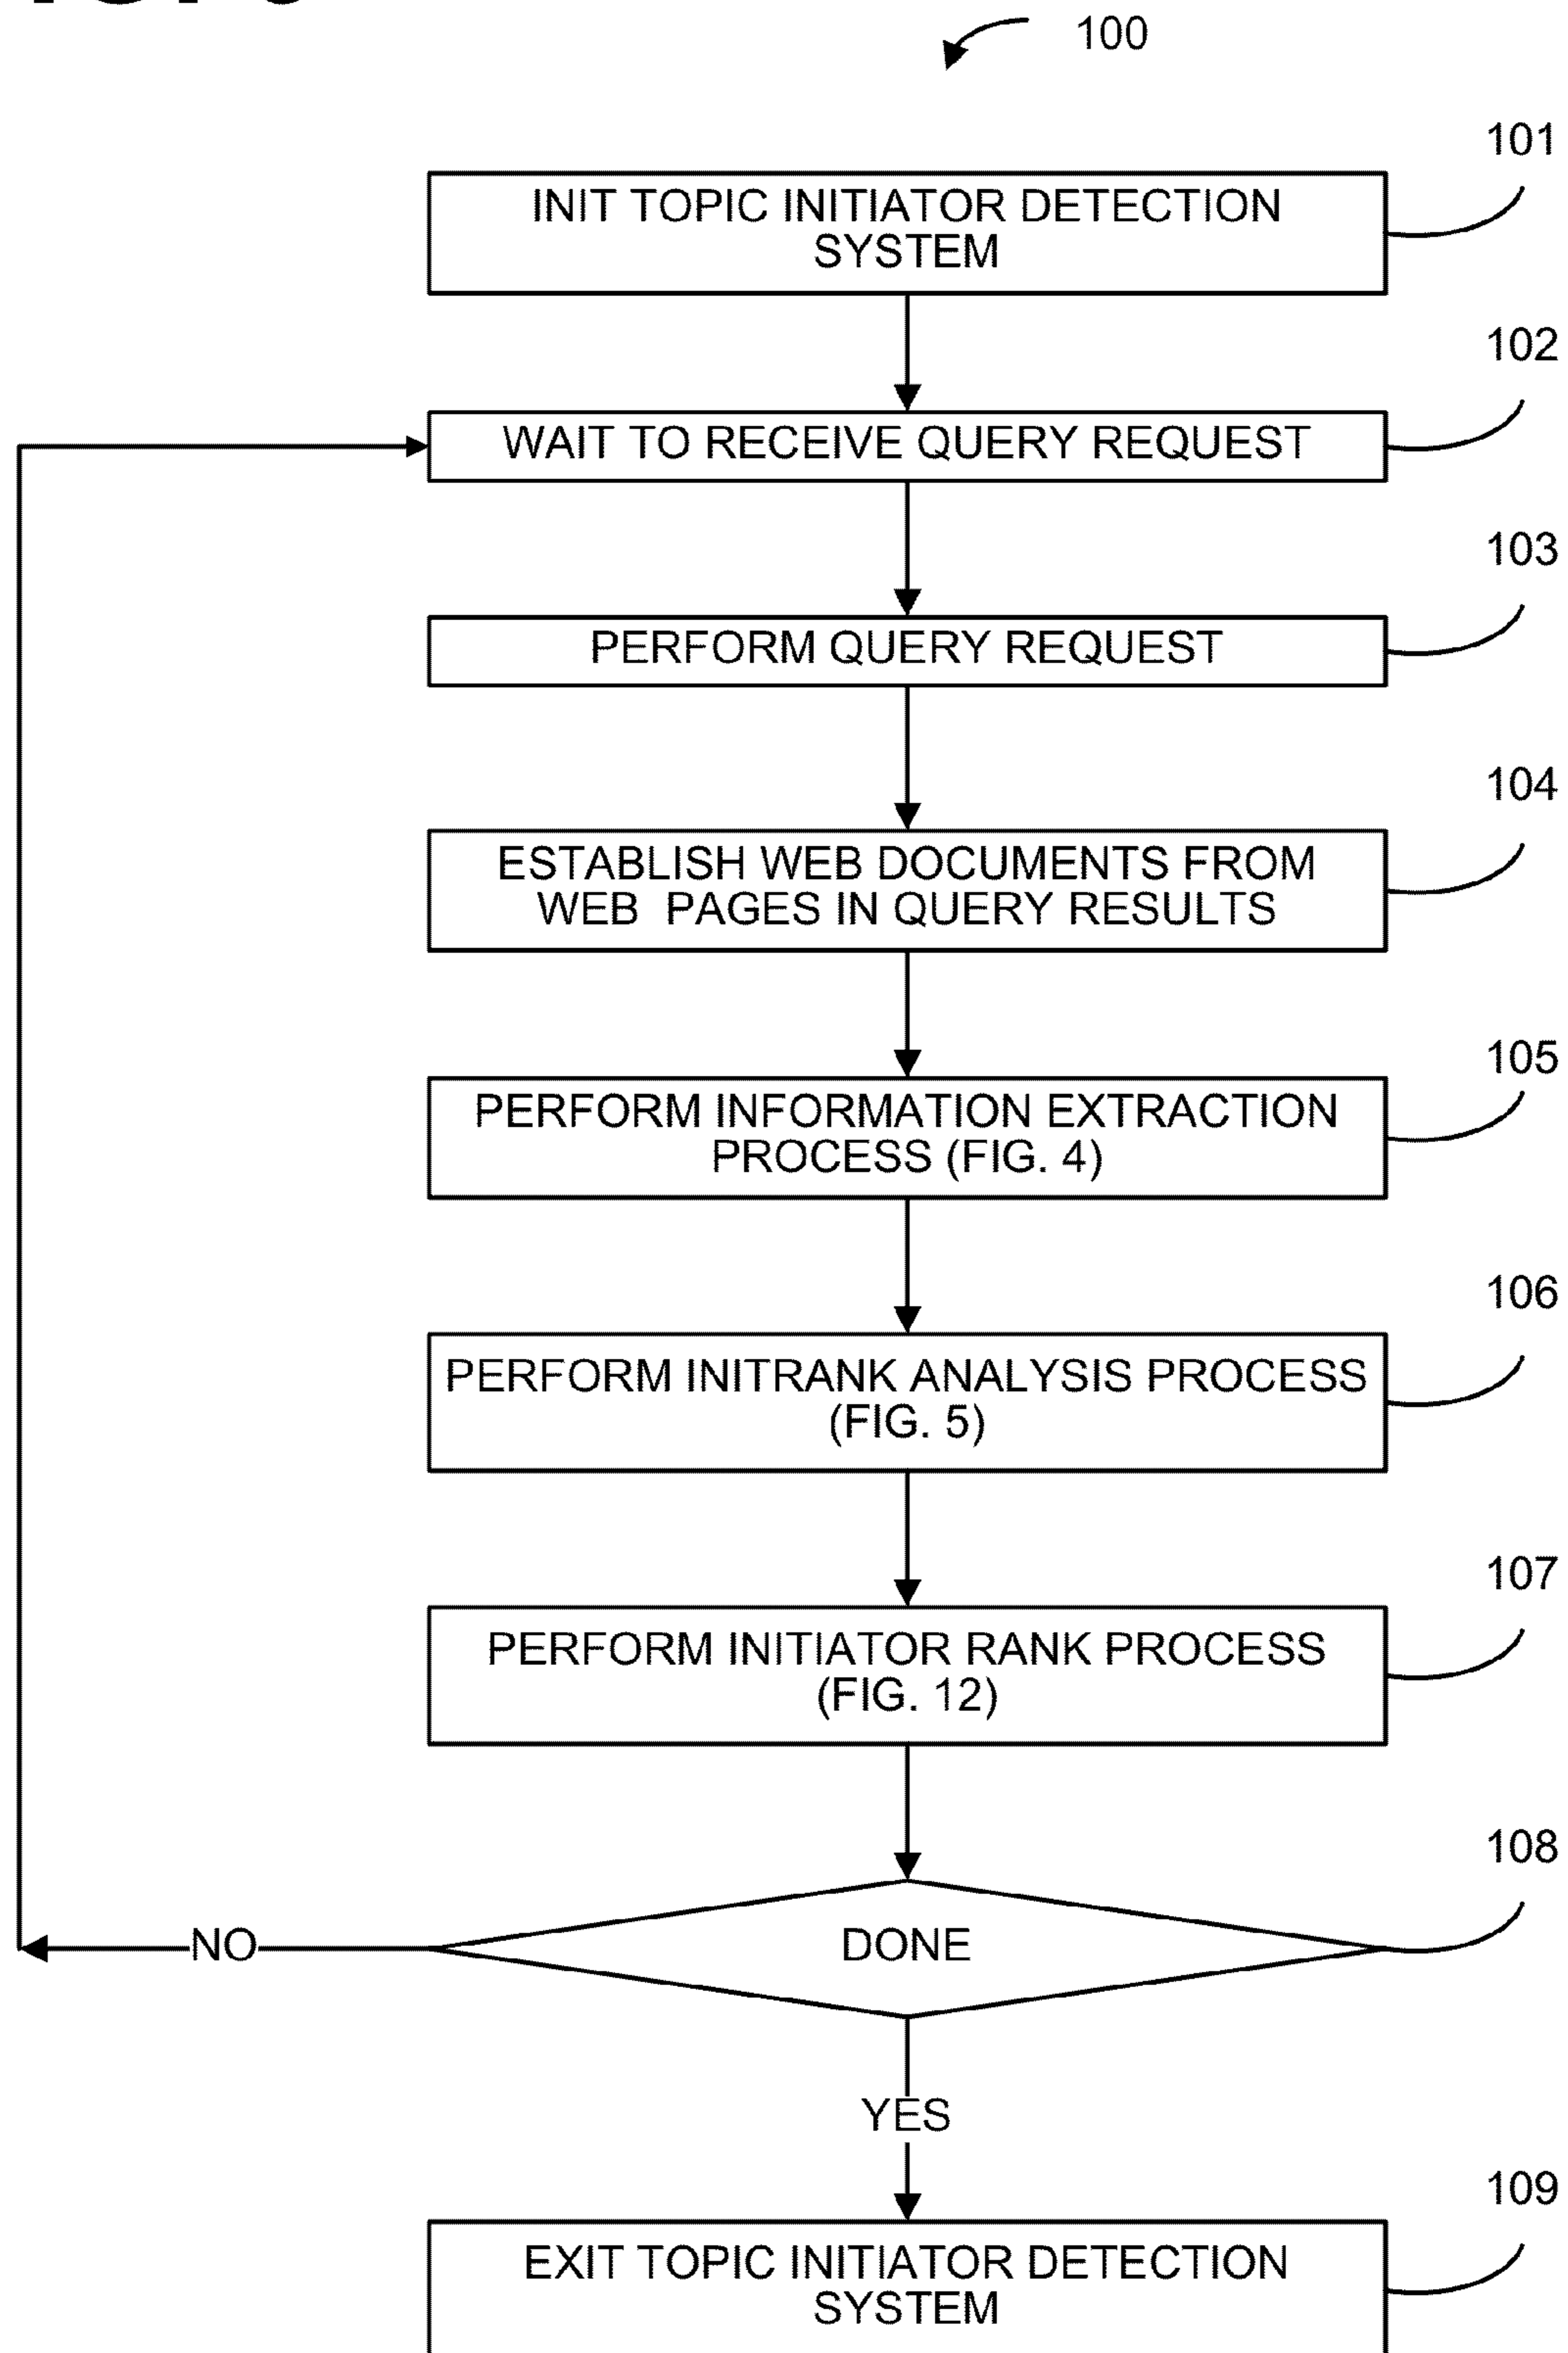 100
101
INIT TOPIC INITIATOR DETECTION
SYSTEM
102
WAIT TO RECEIVE QUERY REQUEST
103
PERFORM QUERY REQUEST
104
ESTABLISH WEB DOCUMENTS FROM
WEB PAGES IN QUERY RESULTS
105
PERFORM INFORMATION EXTRACTION
PROCESS (FIG. 4)
106
PERFORM INITRANK ANALYSIS PROCESS
(FIG. 5)
107
PERFORM INITIATOR RANK PROCESS
(FIG. 12)
108
DONE
NO
YES
109
EXIT TOPIC INITIATOR DETECTION
SYSTEM